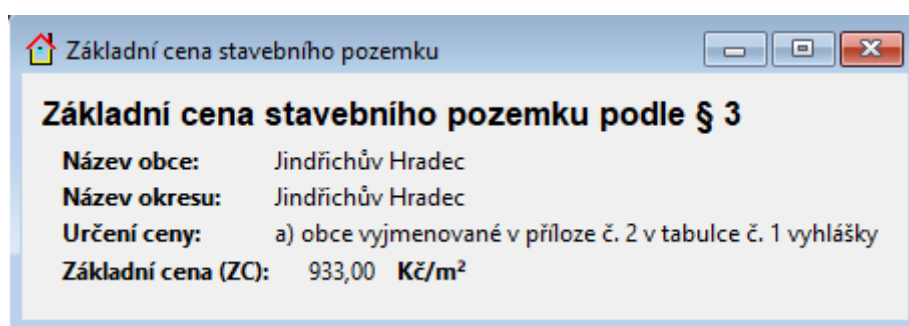 Základní cena stavebního pozemku
Základní cena stavebního pozemku podle § 3
Název obce: Jindřichův Hradec
Název okresu: Jindřichův Hradec
Určení ceny: a) obce vyjmenované v příloze č. 2 v tabulce č. 1 vyhlášky
Základní cena (ZC): 933,00 Kč/m²